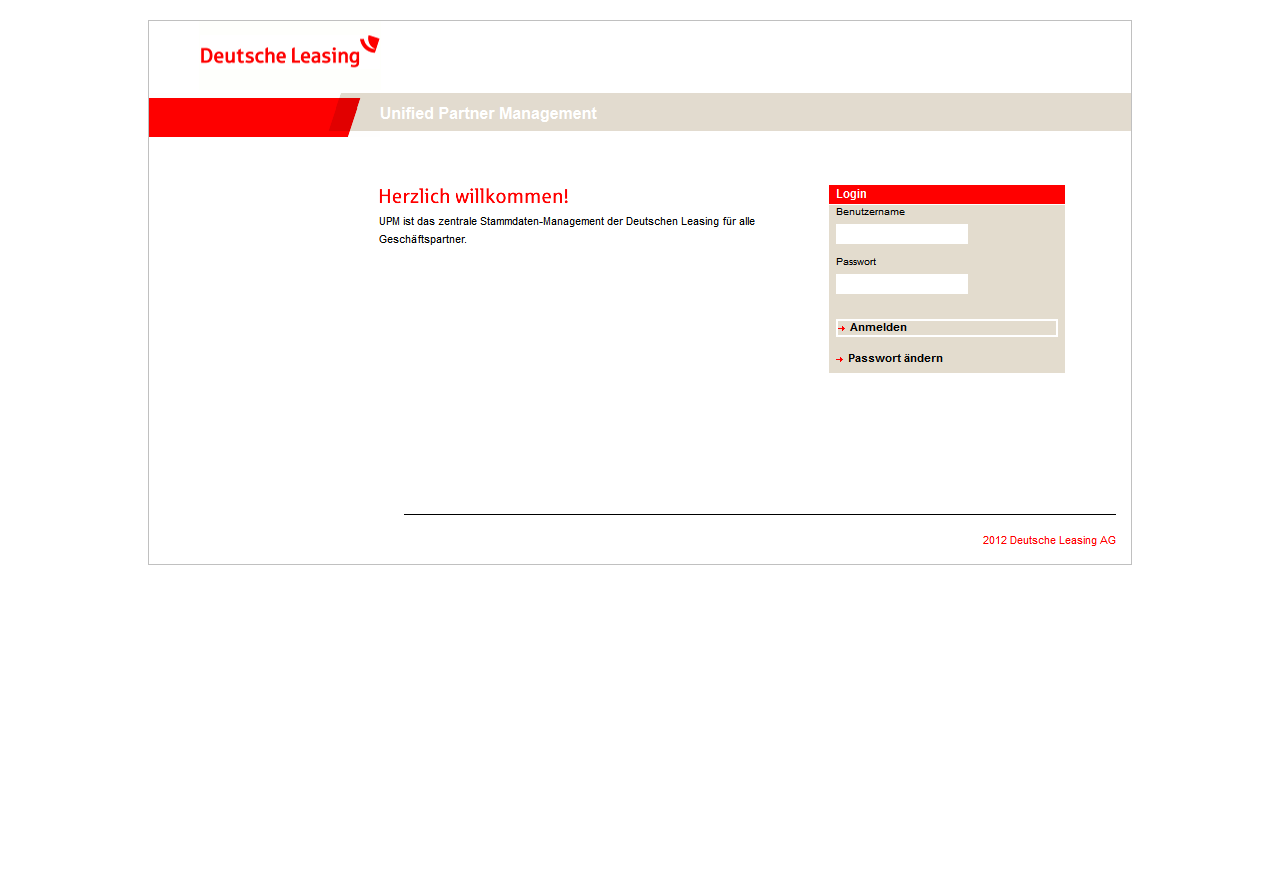 Deutsche Leasing
Unified Partner Management
Herzlich willkommen!
UPM ist das zentrale Stammdaten-Management der Deutschen Leasing für alle
Geschäftspartner.
Login
Benutzername
Passwort
Anmelden
Passwort ändern
2012 Deutsche Leasing AG